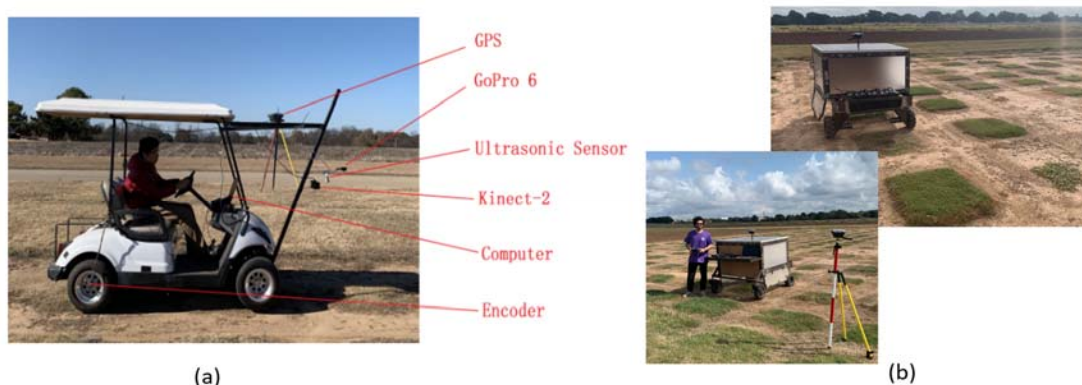 GPS
GoPro 6
Ultrasonic Sensor
Kinect-2
Computer
Encoder
(a)
(b)